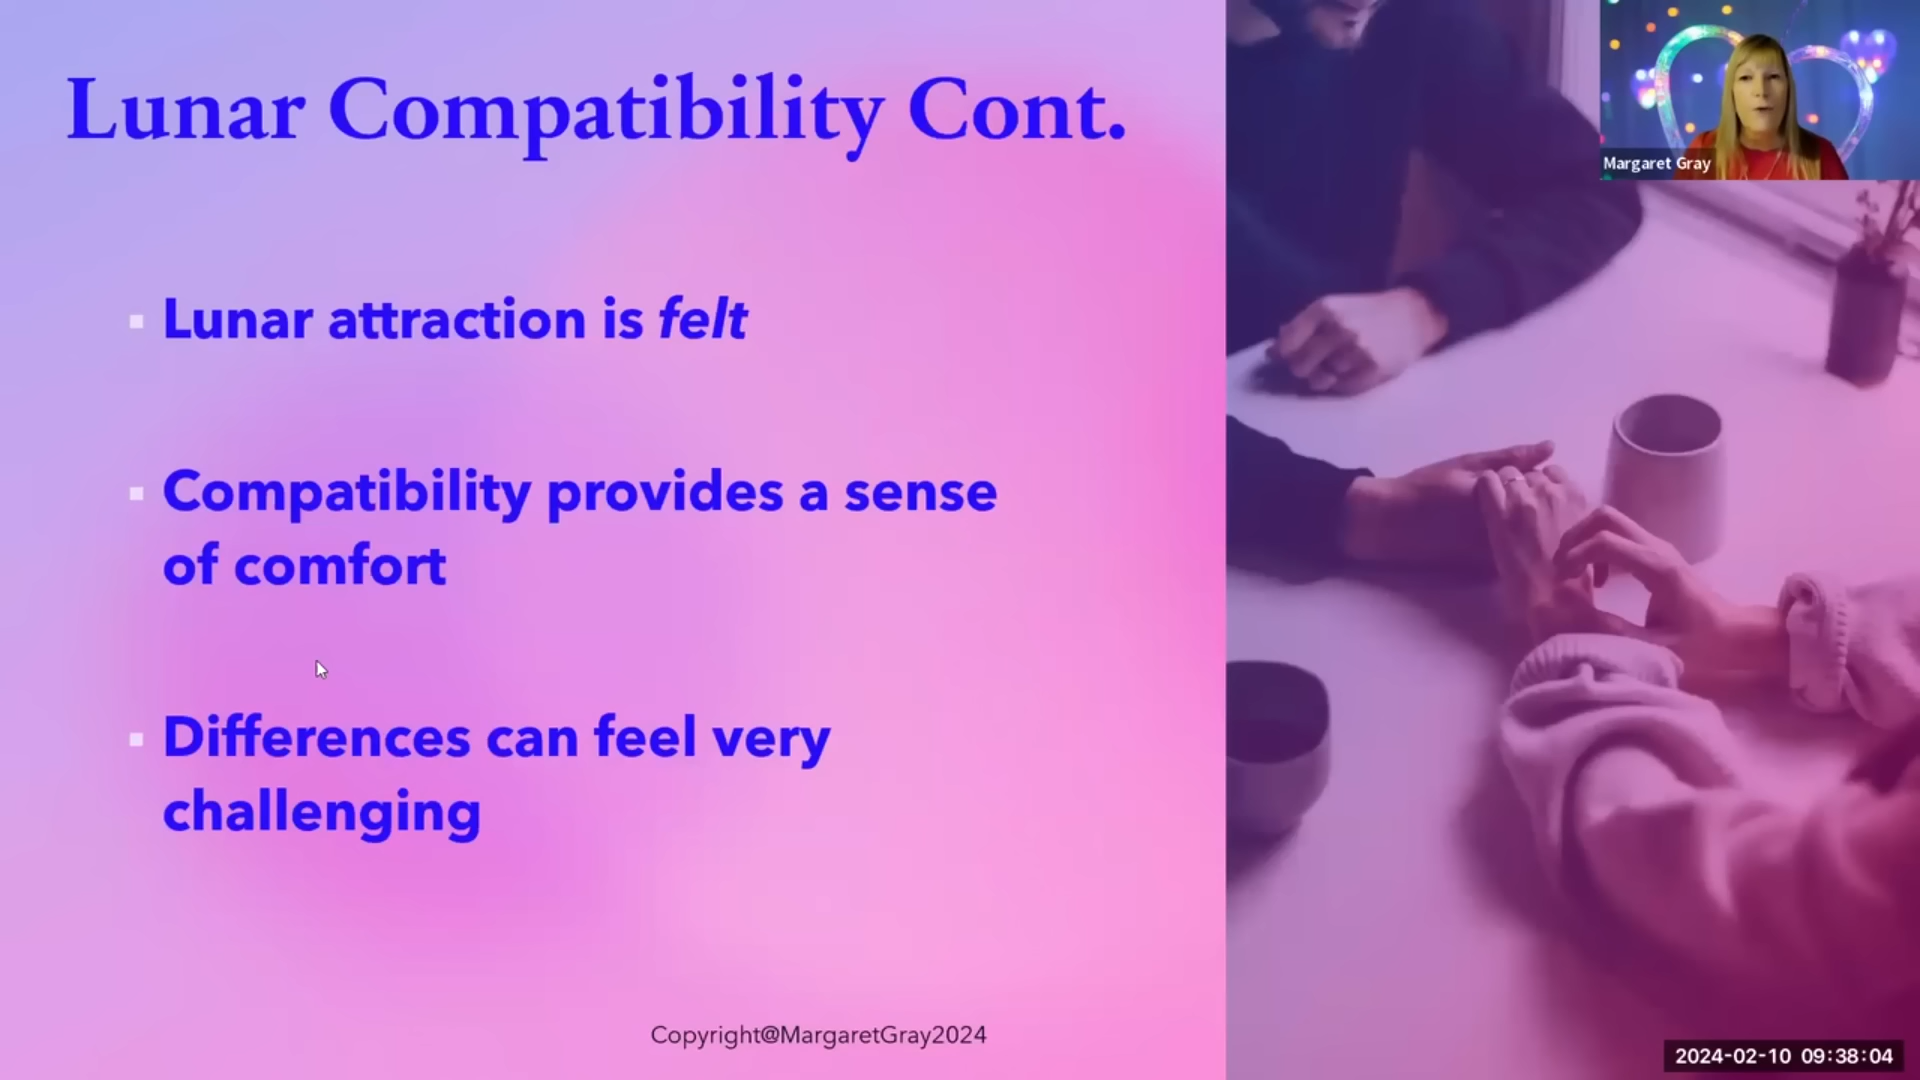 Lunar Compatibility Cont.
Margaret Gray
Lunar attraction is felt
Compatibility provides a sense
of comfort
Differences can feel very
challenging
Copyright@MargaretGray2024
2024-02-10 09:38:04